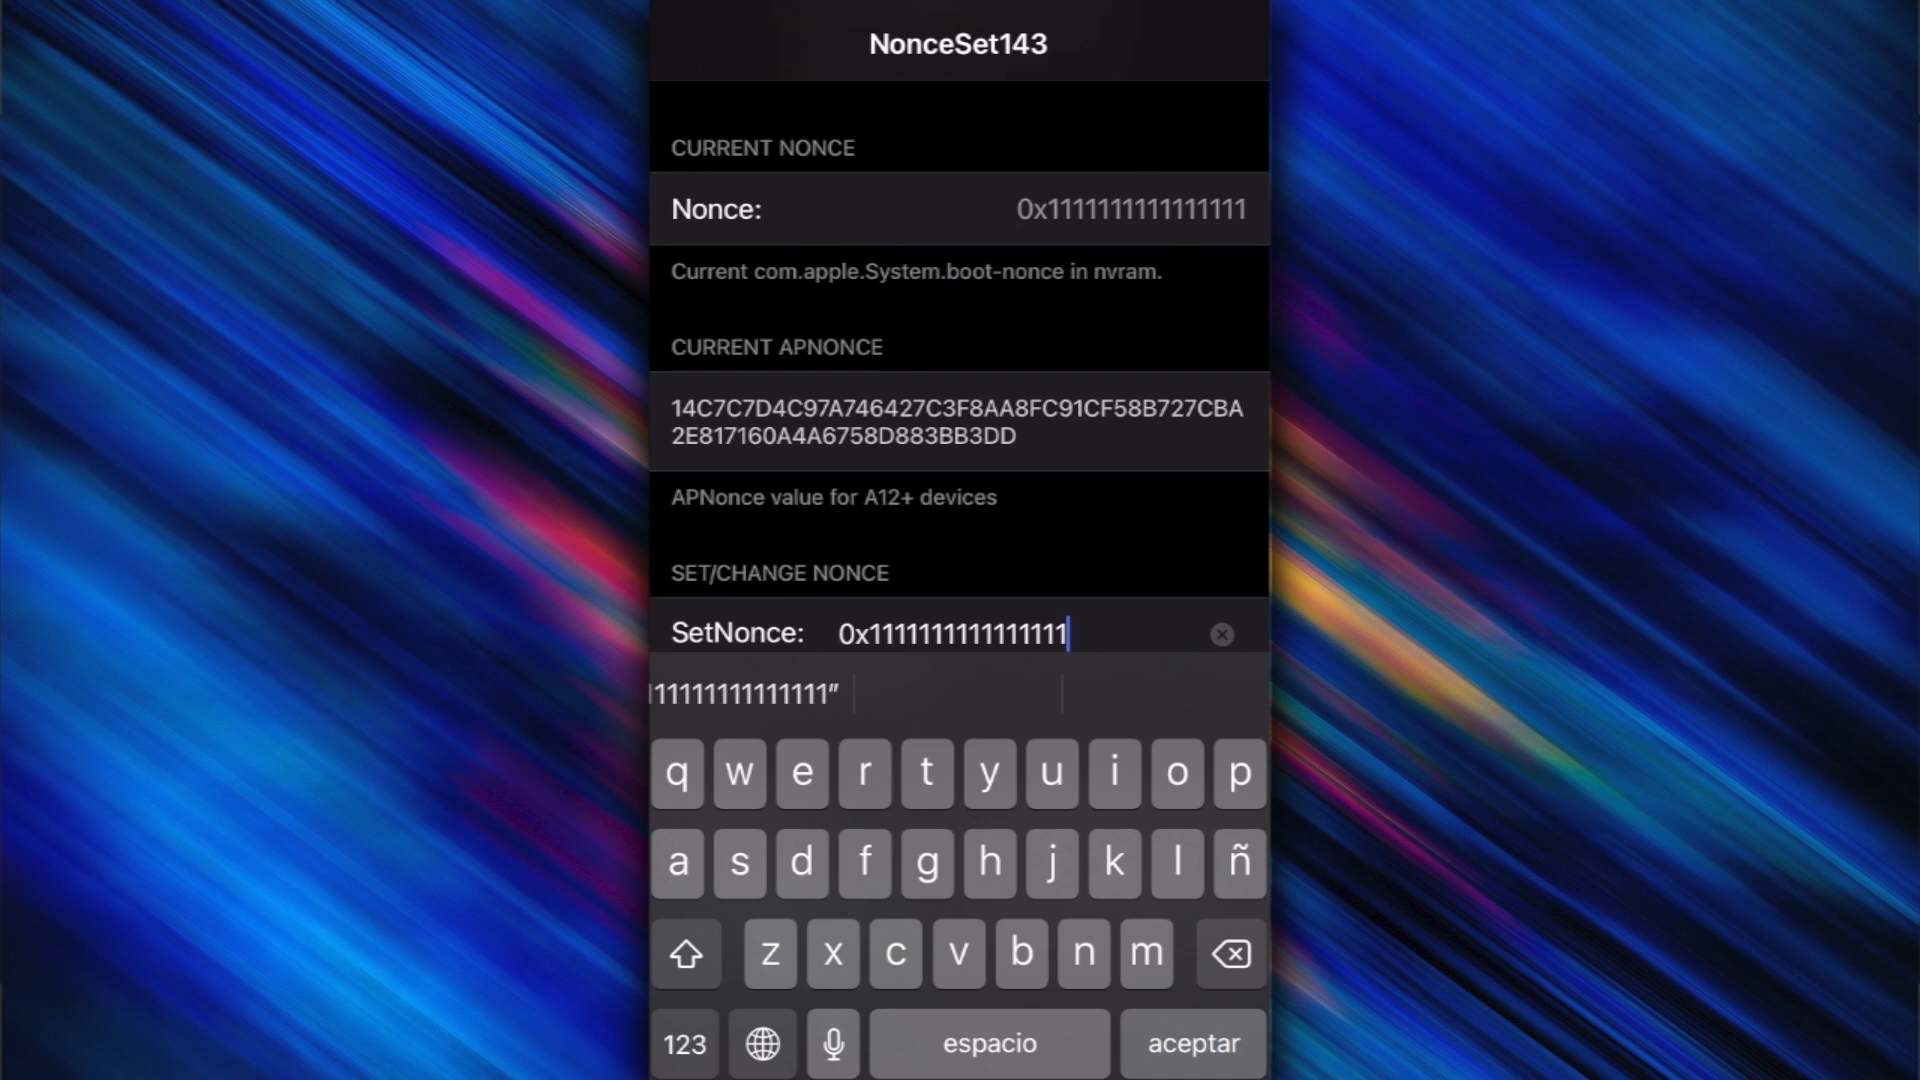 NonceSet143
CURRENT NONCE
Nonce: 0x1111111111111111
Current com.apple.System.boot-nonce in nvram.
CURRENT APNONCE
14C7C7D4C97A746427C3F8AA8FC91CF58B727CBA
2E817160A4A6758D883BB3DD
APNonce value for A12+ devices
SET/CHANGE NONCE
SetNonce: 0x1111111111111111
111111111111111”
q w e r t y u i o p
a s d f g h j k l ñ
z x c v b n m
123 espacio aceptar